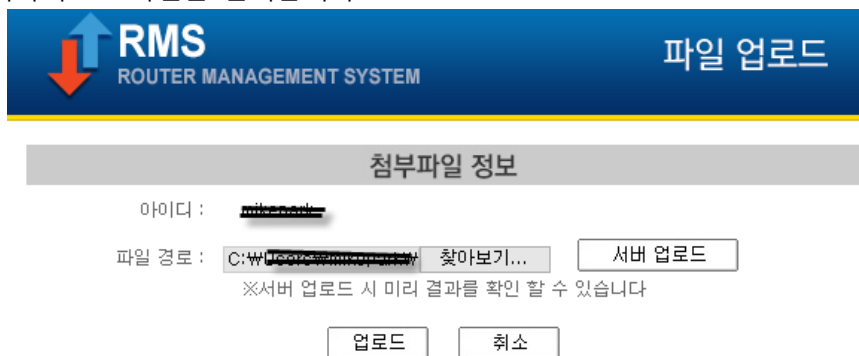 RMS
파일 업로드
ROUTER MANAGEMENT SYSTEM
첨부파일 정보
아이디 :
파일 경로 : C:₩ 찾아보기... 서버 업로드
※서버 업로드 시 미리 결과를 확인 할 수 있습니다
업로드 취소